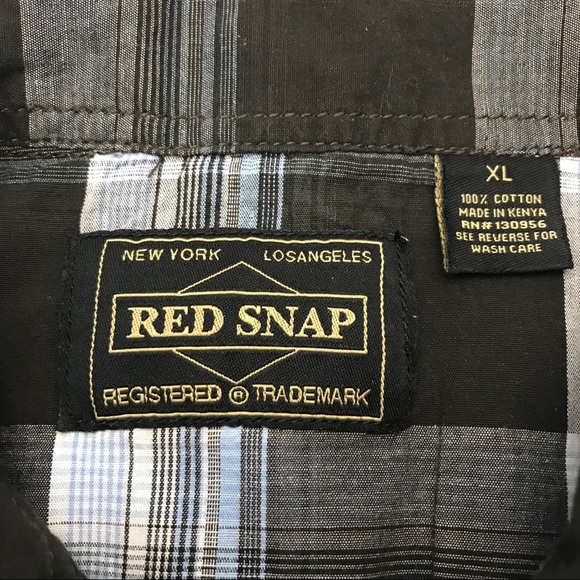 NEW YORK LOSANGELES
RED SNAP
REGISTERED ® TRADEMARK
XL
100% COTTON
MADE IN KENYA
RN# 130956
SEE REVERSE FOR
WASH CARE